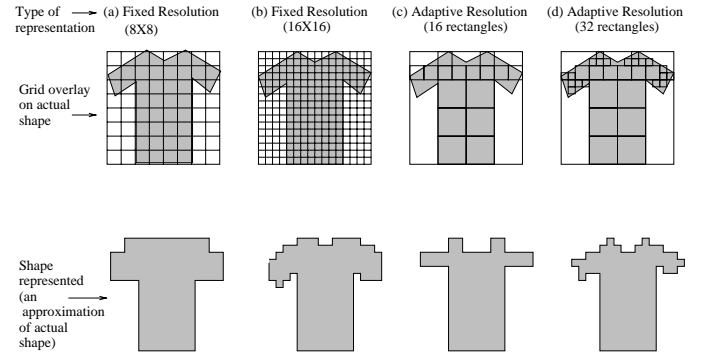 Type of representation
(a) Fixed Resolution
(8X8)
(b) Fixed Resolution
(16X16)
(c) Adaptive Resolution
(16 rectangles)
(d) Adaptive Resolution
(32 rectangles)
Grid overlay
on actual
shape
Shape
represented
(an
approximation
of actual
shape)